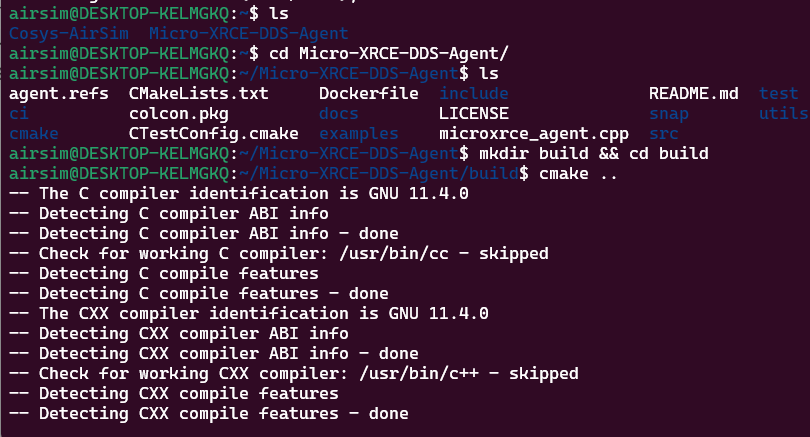 airsim@DESKTOP-KELMGKQ:~$ ls
Cosys-AirSim  Micro-XRCE-DDS-Agent
airsim@DESKTOP-KELMGKQ:~$ cd Micro-XRCE-DDS-Agent/
airsim@DESKTOP-KELMGKQ:~/Micro-XRCE-DDS-Agent$ ls
agent.refs  CMakeLists.txt  Dockerfile  include  README.md  test
ci  colcon.pkg  docs  LICENSE  snap  utils
cmake  CTestConfig.cmake  examples  microxrce_agent.cpp  src
airsim@DESKTOP-KELMGKQ:~/Micro-XRCE-DDS-Agent$ mkdir build && cd build
airsim@DESKTOP-KELMGKQ:~/Micro-XRCE-DDS-Agent/build$ cmake ..
-- The C compiler identification is GNU 11.4.0
-- Detecting C compiler ABI info
-- Detecting C compiler ABI info - done
-- Check for working C compiler: /usr/bin/cc - skipped
-- Detecting C compile features
-- Detecting C compile features - done
-- The CXX compiler identification is GNU 11.4.0
-- Detecting CXX compiler ABI info
-- Detecting CXX compiler ABI info - done
-- Check for working CXX compiler: /usr/bin/c++ - skipped
-- Detecting CXX compile features
-- Detecting CXX compile features - done